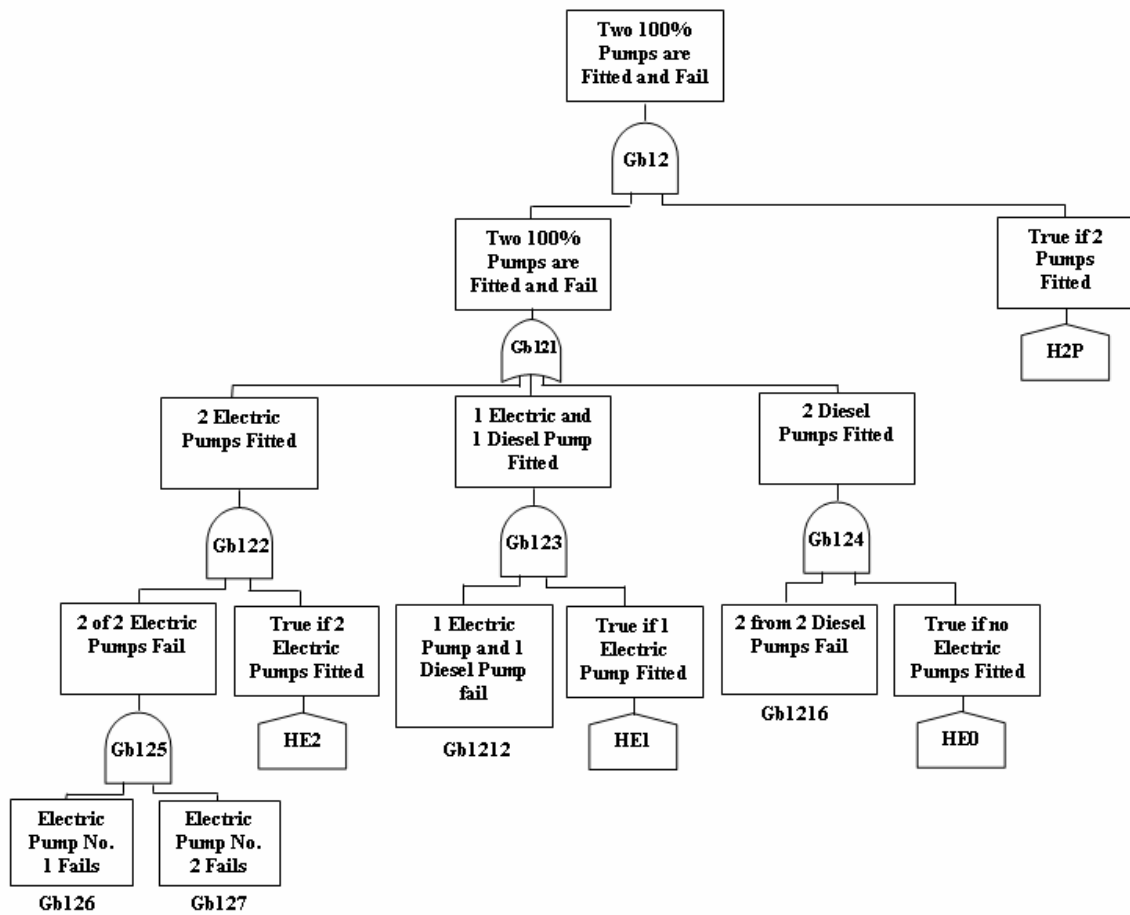 Two 100%
Pumps are
Fitted and Fail
Gb12
Two 100%
Pumps are
Fitted and Fail
True if 2
Pumps
Fitted
Gb121
H2P
2 Electric
Pumps Fitted
1 Electric and
1 Diesel Pump
Fitted
2 Diesel
Pumps Fitted
Gb122
Gb123
Gb124
2 of 2 Electric
Pumps Fail
True if 2
Electric
Pumps Fitted
1 Electric
Pump and 1
Diesel Pump
fail
True if 1
Electric
Pump Fitted
2 from 2 Diesel
Pumps Fail
True if no
Electric
Pumps Fitted
Gb125
HE2
Gb1212
HE1
Gb1216
HE0
Electric
Pump No.
1 Fails
Electric
Pump No.
2 Fails
Gb126
Gb127